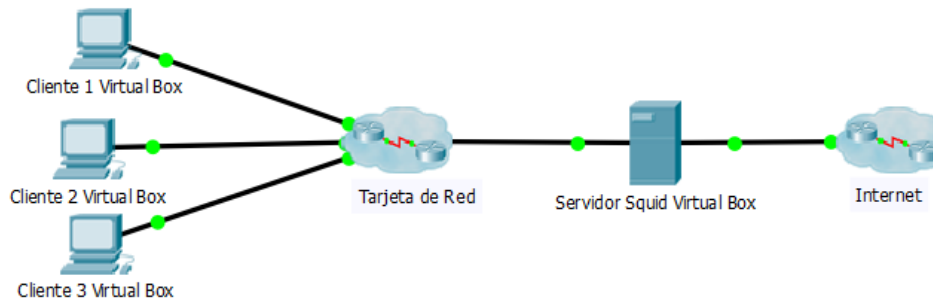 Cliente 1 Virtual Box
Cliente 2 Virtual Box
Cliente 3 Virtual Box
Tarjeta de Red
Servidor Squid Virtual Box
Internet